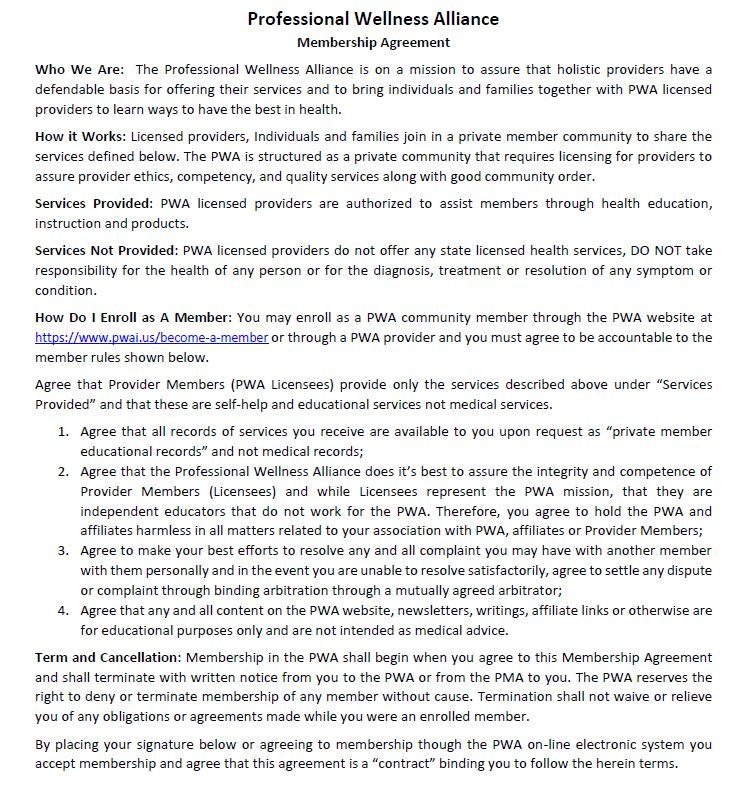 Professional Wellness Alliance
Membership Agreement
Who We Are: The Professional Wellness Alliance is on a mission to assure that holistic providers have a
defendable basis for offering their services and to bring individuals and families together with PWA licensed
providers to learn ways to have the best in health.
How it Works: Licensed providers, Individuals and families join in a private member community to share the
services defined below. The PWA is structured as a private community that requires licensing for providers to
assure provider ethics, competency, and quality services along with good community order.
Services Provided: PWA licensed providers are authorized to assist members through health education,
instruction and products.
Services Not Provided: PWA licensed providers do not offer any state licensed health services, DO NOT take
responsibility for the health of any person or for the diagnosis, treatment or resolution of any symptom or
condition.
How Do I Enroll as A Member: You may enroll as a PWA community member through the PWA website at
https://www.pwai.us/become-a-member or through a PWA provider and you must agree to be accountable to the
member rules shown below.
Agree that Provider Members (PWA Licensees) provide only the services described above under “Services
Provided” and that these are self-help and educational services not medical services.
1. Agree that all records of services you receive are available to you upon request as “private member
educational records” and not medical records;
2. Agree that the Professional Wellness Alliance does it’s best to assure the integrity and competence of
Provider Members (Licensees) and while Licensees represent the PWA mission, that they are
independent educators that do not work for the PWA. Therefore, you agree to hold the PWA and
affiliates harmless in all matters related to your association with PWA, affiliates or Provider Members;
3. Agree to make your best efforts to resolve any and all complaint you may have with another member
with them personally and in the event you are unable to resolve satisfactorily, agree to settle any dispute
or complaint through binding arbitration through a mutually agreed arbitrator;
4. Agree that any and all content on the PWA website, newsletters, writings, affiliate links or otherwise are
for educational purposes only and are not intended as medical advice.
Term and Cancellation: Membership in the PWA shall begin when you agree to this Membership Agreement
and shall terminate with written notice from you to the PWA or from the PMA to you. The PWA reserves the
right to deny or terminate membership of any member without cause. Termination shall not waive or relieve
you of any obligations or agreements made while you were an enrolled member.
By placing your signature below or agreeing to membership though the PWA on-line electronic system you
accept membership and agree that this agreement is a “contract” binding you to follow the herein terms.